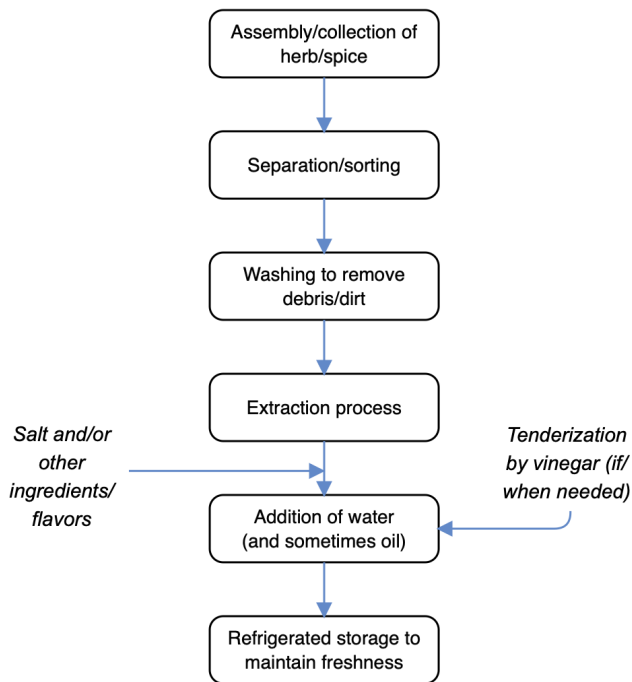 Assembly/collection of
herb/spice
Separation/sorting
Washing to remove
debris/dirt
Extraction process
Salt and/or
other
ingredients/
flavors
Tenderization
by vinegar (if/
when needed)
Addition of water
(and sometimes oil)
Refrigerated storage to
maintain freshness